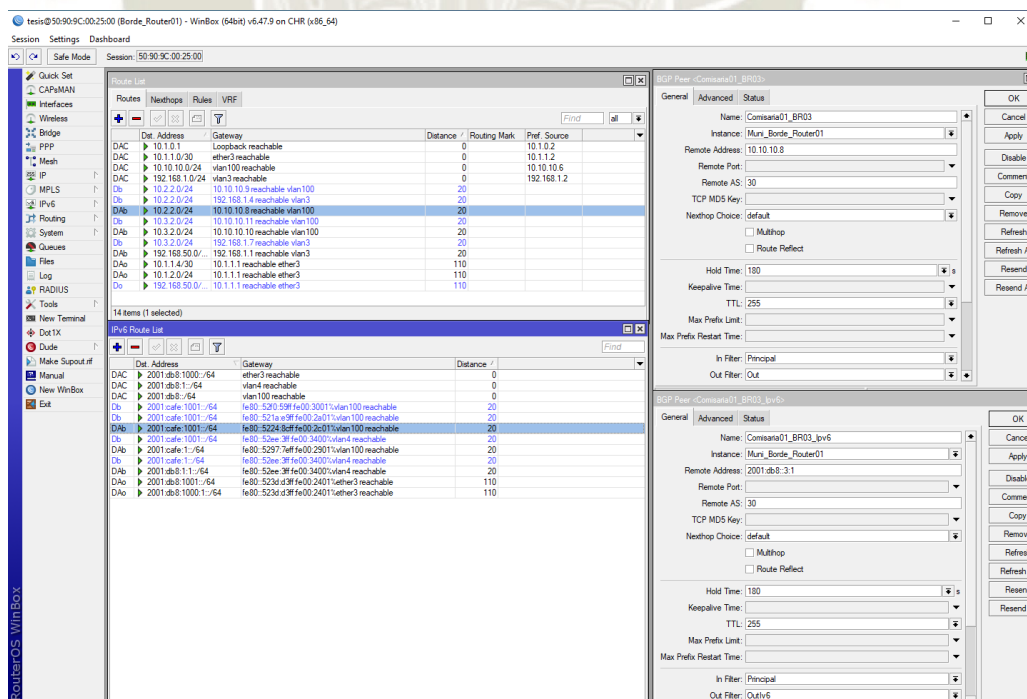 tesis@50:90:9C:00:25:00 (Borde_Router01) - WinBox (64bit) v6.47.9 on CHR (x86_64)
Session Settings Dashboard
Safe Mode Session: 50:90:9C:00:25:00
Quick Set
CAPsMAN
Interfaces
Wireless
Bridge
PPP
Mesh
IP
MPLS
IPv6
Routing
System
Queues
Files
Log
RADIUS
Tools
New Terminal
Dot1X
Dude
Make Supout.rif
Manual
New WinBox
Exit
RouterOS WinBox
Route List
Routes Nexthops Rules VRF
Find all
Dst. Address Gateway Distance Routing Mark Pref. Source
DAC 10.1.0.1 Loopback reachable 0 10.1.0.2
DAC 10.1.1.0/30 ether3 reachable 0 10.1.1.2
DAC 10.10.10.0/24 vlan100 reachable 0 10.10.10.6
DAC 192.168.1.0/24 vlan3 reachable 0 192.168.1.2
Db 10.2.2.0/24 10.10.10.9 reachable vlan100 20
Db 10.2.2.0/24 192.168.1.4 reachable vlan3 20
DAb 10.2.2.0/24 10.10.10.8 reachable vlan100 20
Db 10.3.2.0/24 10.10.10.11 reachable vlan100 20
DAb 10.3.2.0/24 10.10.10.10 reachable vlan100 20
Db 10.3.2.0/24 192.168.1.7 reachable vlan3 20
DAb 192.168.50.0/... 192.168.1.1 reachable vlan3 20
DAo 10.1.1.4/30 10.1.1.1 reachable ether3 110
DAo 10.1.2.0/24 10.1.1.1 reachable ether3 110
Do 192.168.50.0/... 10.1.1.1 reachable ether3 110
14 items (1 selected)
IPv6 Route List
Find
Dst. Address Gateway Distance
DAC 2001:db8:1000::/64 ether3 reachable 0
DAC 2001:db8:1::/64 vlan4 reachable 0
DAC 2001:db8::/64 vlan100 reachable 0
Db 2001:cafe:1001::/64 fe80::52f0:59ff:fe00:3001%vlan100 reachable 20
Db 2001:cafe:1001::/64 fe80::521a:e9ff:fe00:2a01%vlan100 reachable 20
DAb 2001:cafe:1001::/64 fe80::5224:8cff:fe00:2c01%vlan100 reachable 20
Db 2001:cafe:1001::/64 fe80::52ee:3ff:fe00:3400%vlan4 reachable 20
DAb 2001:cafe:1::/64 fe80::5297:7eff:fe00:2901%vlan100 reachable 20
Db 2001:cafe:1::/64 fe80::52ee:3ff:fe00:3400%vlan4 reachable 20
DAb 2001:db8:1:1::/64 fe80::52ee:3ff:fe00:3400%vlan4 reachable 20
DAo 2001:db8:1001::/64 fe80::523d:d3ff:fe00:2401%ether3 reachable 110
DAo 2001:db8:1000:1::/64 fe80::523d:d3ff:fe00:2401%ether3 reachable 110
BGP Peer <Comisaria01_BR03>
General Advanced Status
Name: Comisaria01_BR03
Instance: Muni_Borde_Router01
Remote Address: 10.10.10.8
Remote Port:
Remote AS: 30
TCP MD5 Key:
Nexthop Choice: default
Multihop
Route Reflect
Hold Time: 180 s
Keepalive Time:
TTL: 255
Max Prefix Limit:
Max Prefix Restart Time:
In Filter: Principal
Out Filter: Out
OK
Cancel
Apply
Disable
Commen
Copy
Remove
Refresh
Refresh A
Resend
Resend A
BGP Peer <Comisaria01_BR03_Ipv6>
General Advanced Status
Name: Comisaria01_BR03_Ipv6
Instance: Muni_Borde_Router01
Remote Address: 2001:db8::3:1
Remote Port:
Remote AS: 30
TCP MD5 Key:
Nexthop Choice: default
Multihop
Route Reflect
Hold Time: 180 s
Keepalive Time:
TTL: 255
Max Prefix Limit:
Max Prefix Restart Time:
In Filter: Principal
Out Filter: OutIv6
OK
Cance
Apply
Disabl
Comme
Copy
Remov
Refres
Refresh
Resen
Resend